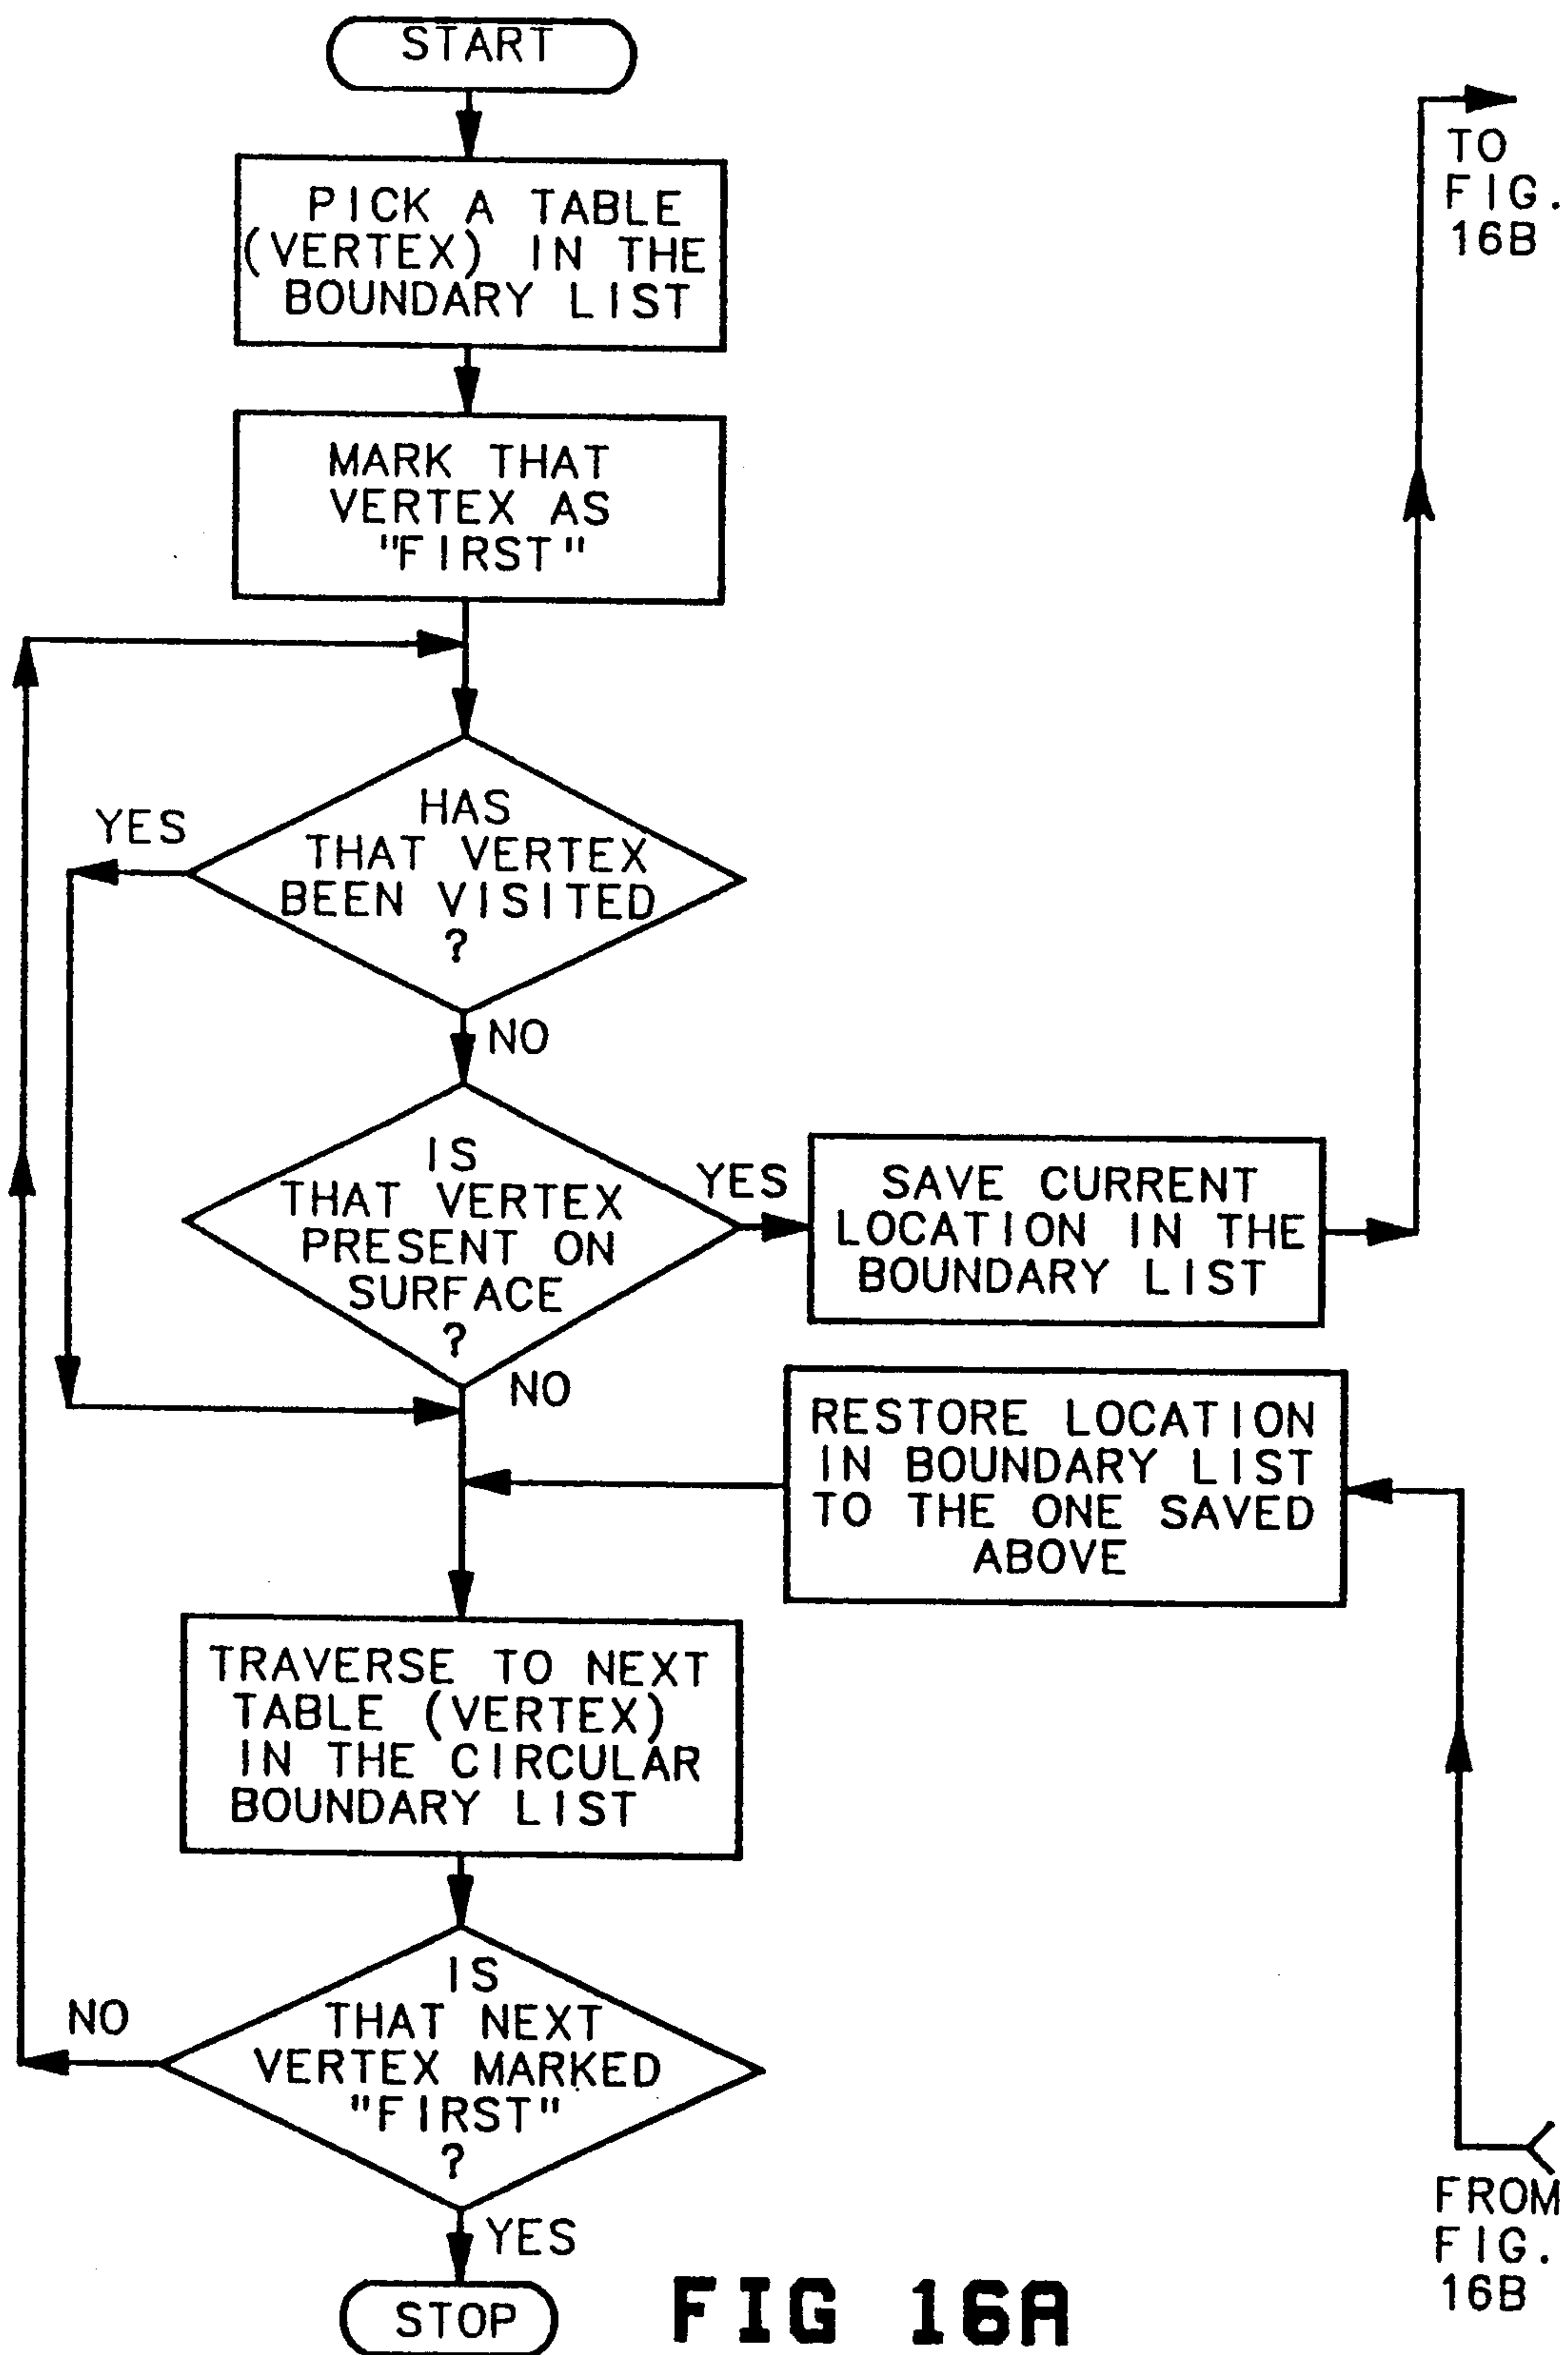 START
TO
FIG.
16B
PICK A TABLE
(VERTEX) IN THE
BOUNDARY LIST
MARK THAT
VERTEX AS
"FIRST"
YES
HAS
THAT VERTEX
BEEN VISITED
?
NO
IS
THAT VERTEX
PRESENT ON
SURFACE
?
YES
SAVE CURRENT
LOCATION IN THE
BOUNDARY LIST
NO
RESTORE LOCATION
IN BOUNDARY LIST
TO THE ONE SAVED
ABOVE
TRAVERSE TO NEXT
TABLE (VERTEX)
IN THE CIRCULAR
BOUNDARY LIST
NO
IS
THAT NEXT
VERTEX MARKED
"FIRST"
?
YES
FROM
FIG.
16B
STOP
FIG 16A